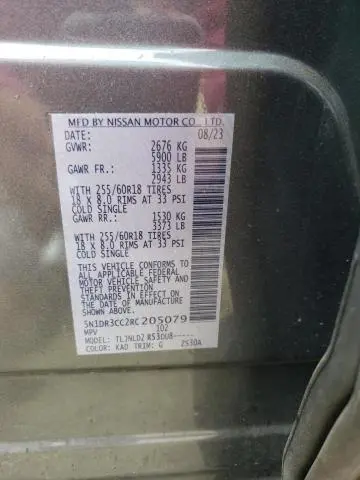 MFD BY NISSAN MOTOR CO., LTD.
DATE: 08/23
GVWR: 2676 KG
5900 LB
GAWR FR.: 1335 KG
2943 LB
WITH 255/60R18 TIRES
18 X 8.0 RIMS AT 33 PSI
COLD SINGLE
GAWR RR.: 1530 KG
3373 LB
WITH 255/60R18 TIRES
18 X 8.0 RIMS AT 33 PSI
COLD SINGLE
THIS VEHICLE CONFORMS TO
ALL APPLICABLE FEDERAL
MOTOR VEHICLE SAFETY
AND THEFT PREVENTION
STANDARDS IN EFFECT ON
THE DATE OF MANUFACTURE
SHOWN ABOVE
5N1DR3CC2RC205079
MPV 102
MODEL: TLJNLDZ R53UU8-----
COLOR: KAD TRIM: G 2530A